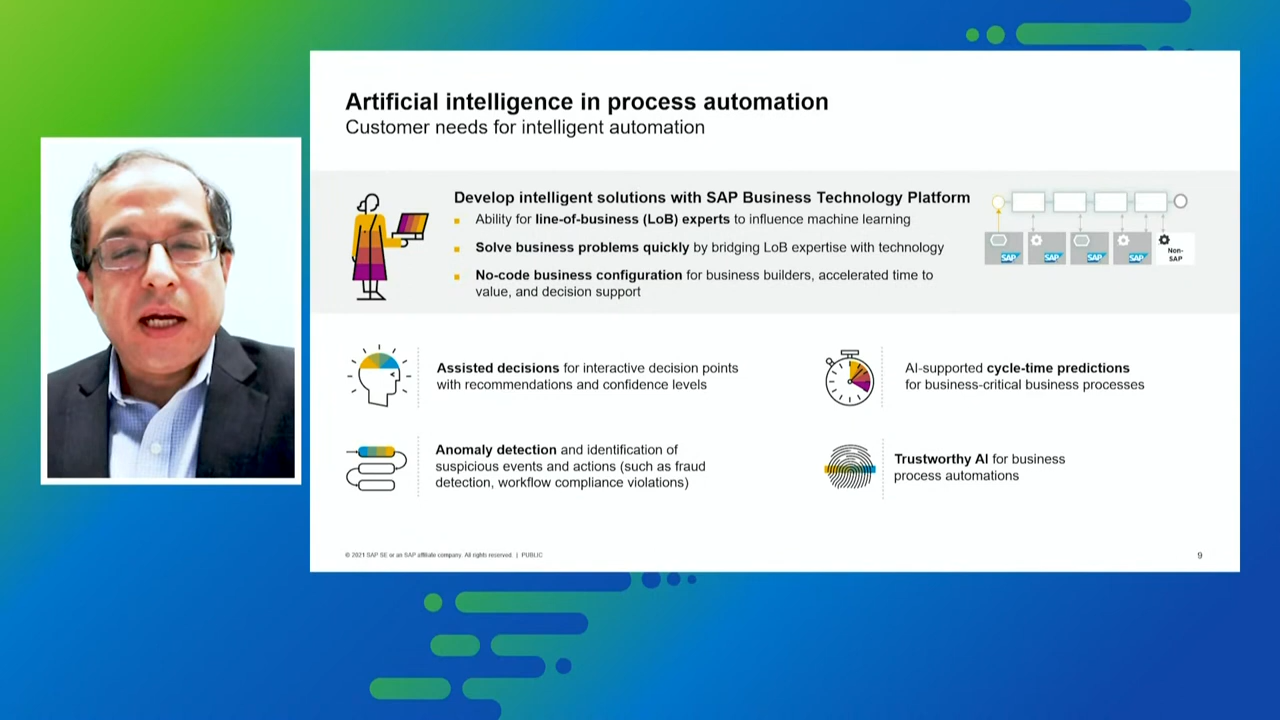 Artificial intelligence in process automation
Customer needs for intelligent automation
Develop intelligent solutions with SAP Business Technology Platform
Ability for line-of-business (LoB) experts to influence machine learning
Solve business problems quickly by bridging LoB expertise with technology
No-code business configuration for business builders, accelerated time to
value, and decision support
SAP
SAP
SAP
SAP
Non-
SAP
Assisted decisions for interactive decision points
with recommendations and confidence levels
AI-supported cycle-time predictions
for business-critical business processes
Anomaly detection and identification of
suspicious events and actions (such as fraud
detection, workflow compliance violations)
Trustworthy AI for business
process automations
© 2021 SAP SE or an SAP affiliate company. All rights reserved. | PUBLIC
9